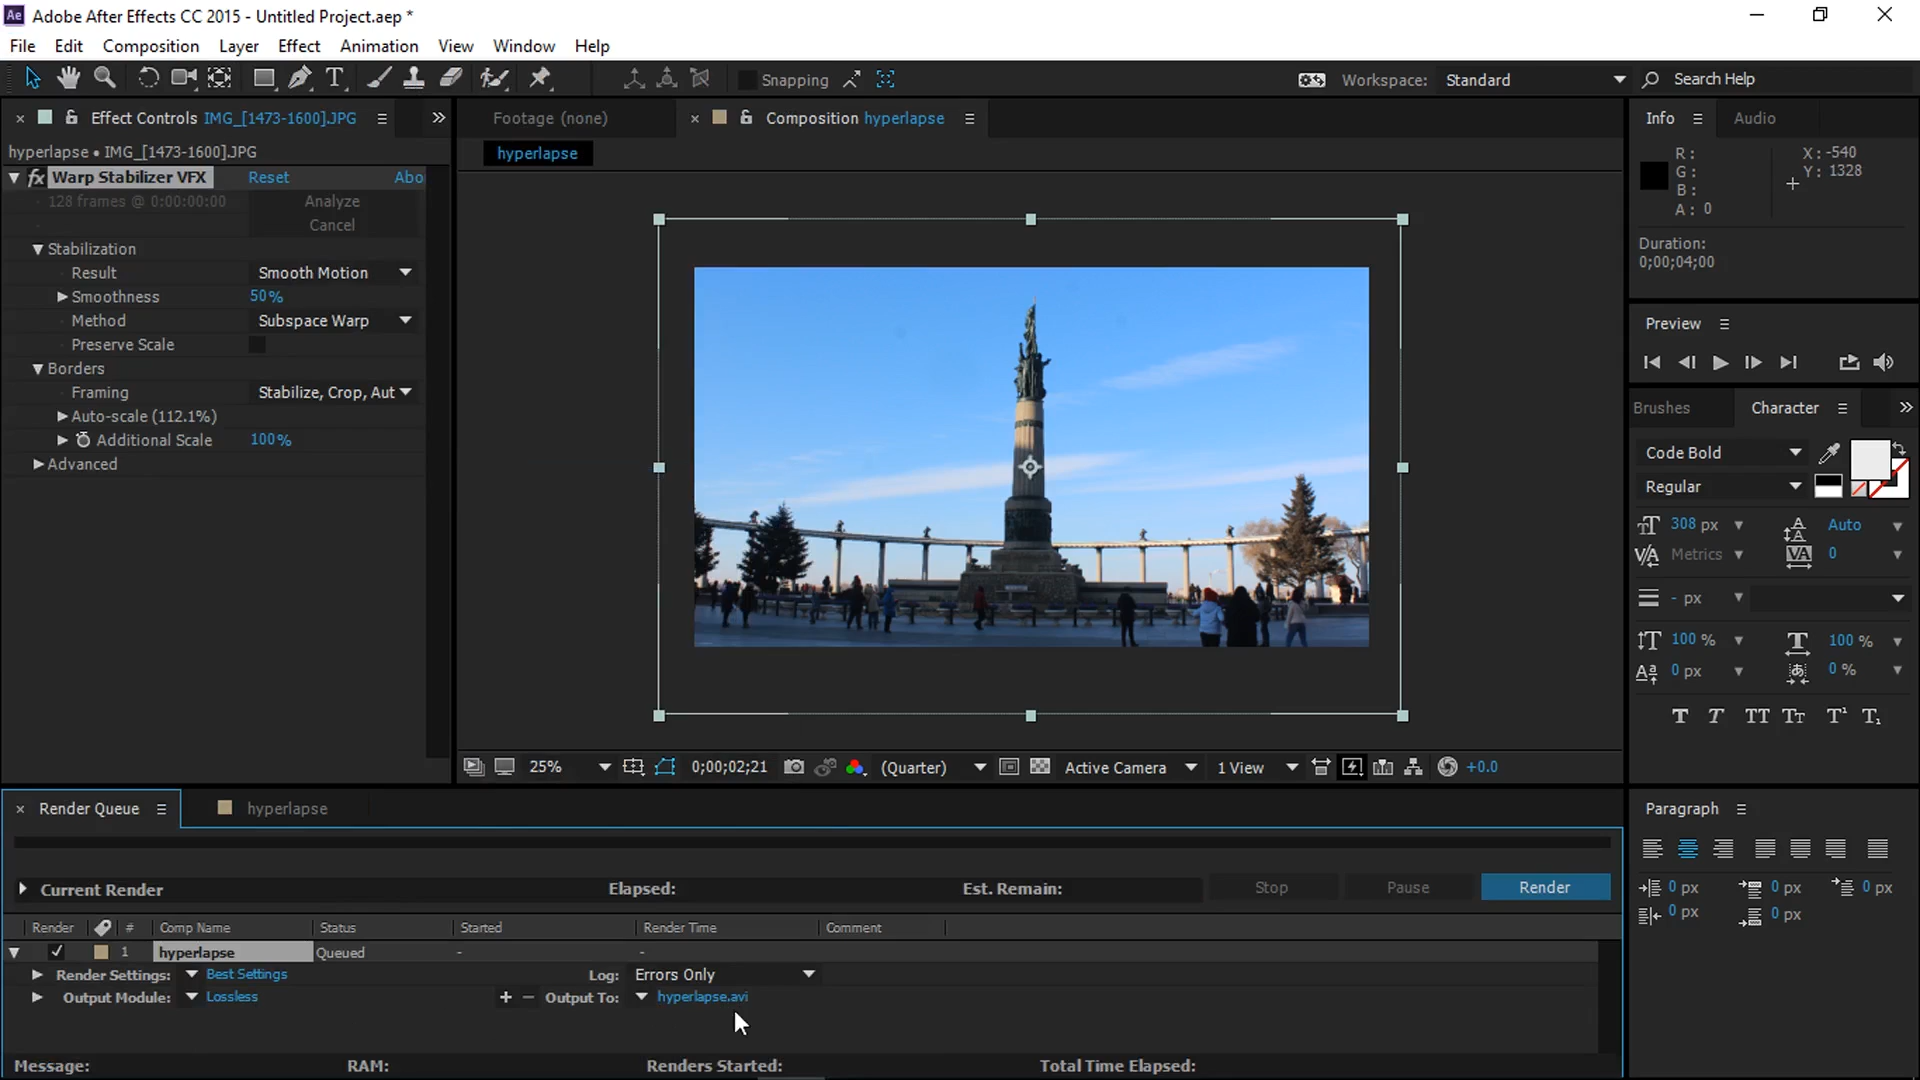 Adobe After Effects CC 2015 - Untitled Project.aep *
File Edit Composition Layer Effect Animation View Window Help
Snapping Workspace: Standard Search Help
Effect Controls IMG_[1473-1600].JPG
hyperlapse • IMG_[1473-1600].JPG
fx Warp Stabilizer VFX Reset Abo
128 frames @ 0:00:00:00 Analyze
Cancel
Stabilization
Result Smooth Motion
Smoothness 50%
Method Subspace Warp
Preserve Scale
Borders
Framing Stabilize, Crop, Aut
Auto-scale (112.1%)
Additional Scale 100%
Advanced
Footage (none) Composition hyperlapse
hyperlapse
25% 0;00;02;21 (Quarter) Active Camera 1 View +0.0
Info Audio
R: X: -540
G: Y: 1328
B:
A: 0
Duration:
0;00;04;00
Preview
Brushes Character
Code Bold
Regular
308 px Auto
Metrics 0
- px
100 % 100 %
0 px 0 %
T T TT Tt T¹ T₁
Render Queue hyperlapse
Current Render Elapsed: Est. Remain: Stop Pause Render
Render # Comp Name Status Started Render Time Comment
1 hyperlapse Queued - -
Render Settings: Best Settings Log: Errors Only
Output Module: Lossless + − Output To: hyperlapse.avi
Message: RAM: Renders Started: Total Time Elapsed:
Paragraph
0 px 0 px 0 px
0 px 0 px